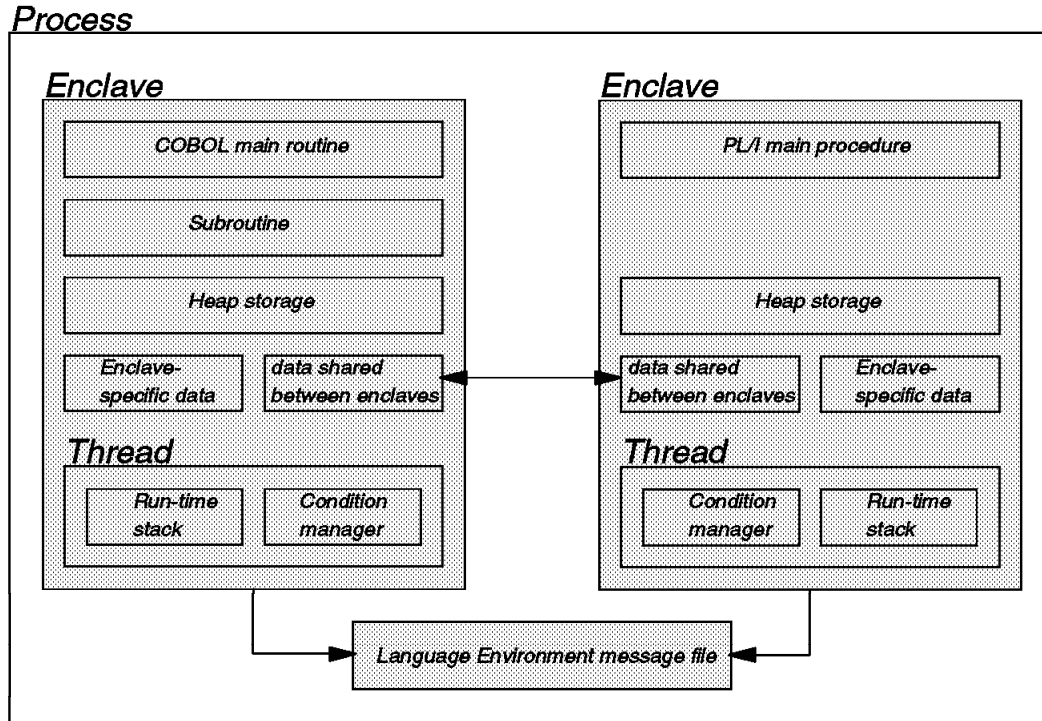 Process
Enclave
COBOL main routine
Subroutine
Heap storage
Enclave-
specific data
data shared
between enclaves
Thread
Run-time
stack
Condition
manager
Enclave
PL/I main procedure
Heap storage
data shared
between enclaves
Enclave-
specific data
Thread
Condition
manager
Run-time
stack
Language Environment message file